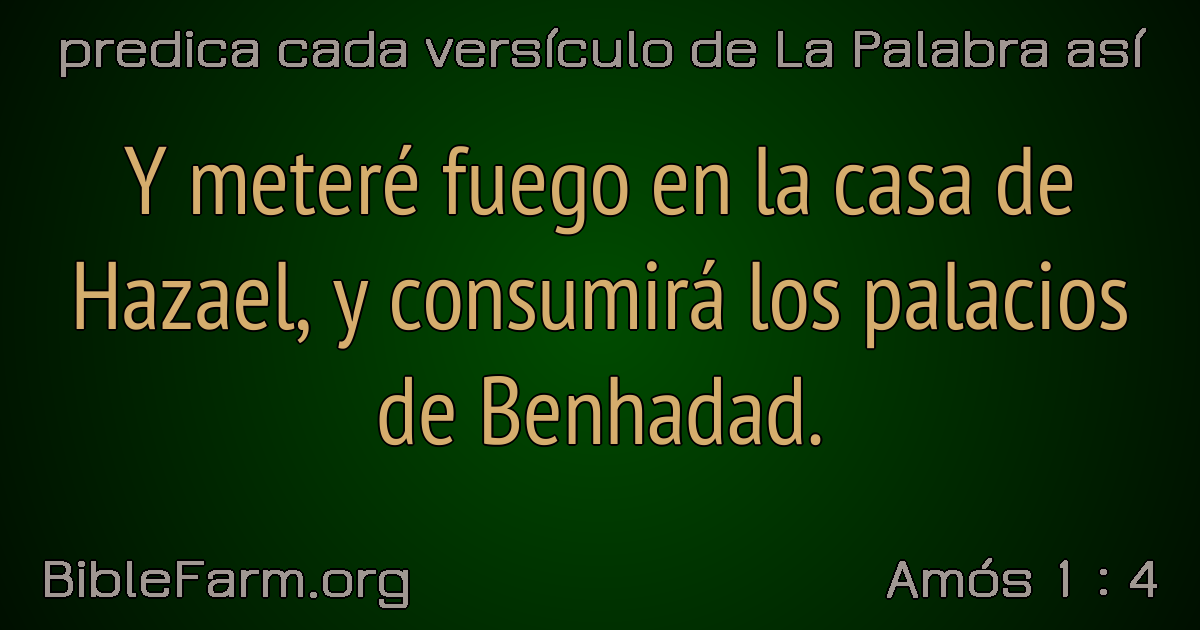 predica cada versículo de La Palabra así
Y meteré fuego en la casa de
Hazael, y consumirá los palacios
de Benhadad.
BibleFarm.org
Amós 1 : 4